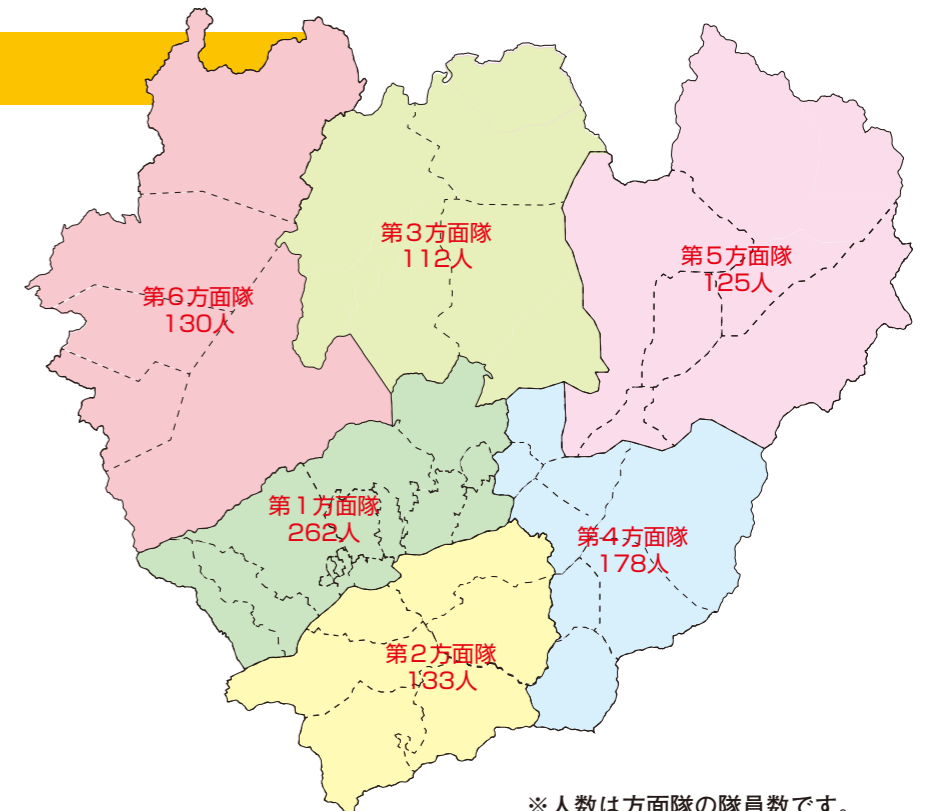 第3方面隊
112人
第5方面隊
125人
第6方面隊
130人
第1方面隊
262人
第4方面隊
178人
第2方面隊
133人
※人数は方面隊の隊員数です。